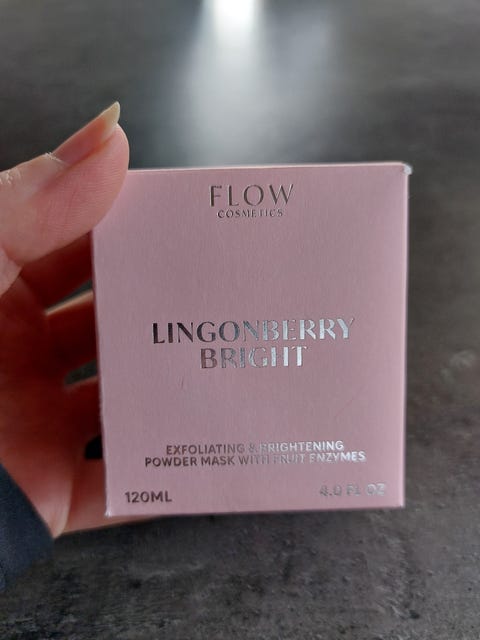 FLOW
COSMETICS
LINGONBERRY
BRIGHT
EXFOLIATING & BRIGHTENING
POWDER MASK WITH FRUIT ENZYMES
120ML
4.0 FL OZ